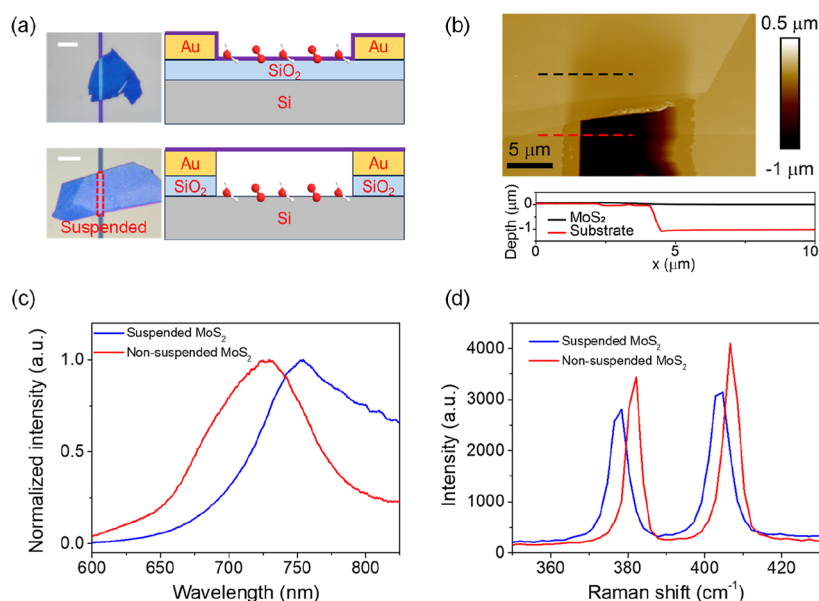 (a)
Au
Au
SiO₂
Si
Au
Au
SiO₂
SiO₂
Si
Suspended
(b)
0.5 μm
-1 μm
5 μm
Depth (μm)
0
-1
MoS₂
Substrate
0
5
10
x (μm)
(c)
Suspended MoS₂
Non-suspended MoS₂
Normalized intensity (a.u.)
1.0
0.5
0.0
600
650
700
750
800
Wavelength (nm)
(d)
Suspended MoS₂
Non-suspended MoS₂
Intensity (a.u.)
4000
3000
2000
1000
0
360
380
400
420
Raman shift (cm⁻¹)